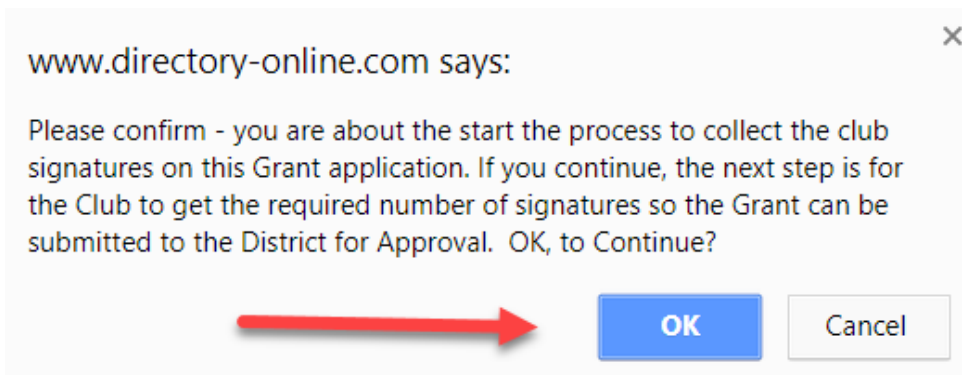 www.directory-online.com says:
Please confirm - you are about the start the process to collect the club
signatures on this Grant application. If you continue, the next step is for
the Club to get the required number of signatures so the Grant can be
submitted to the District for Approval.  OK, to Continue?
OK
Cancel